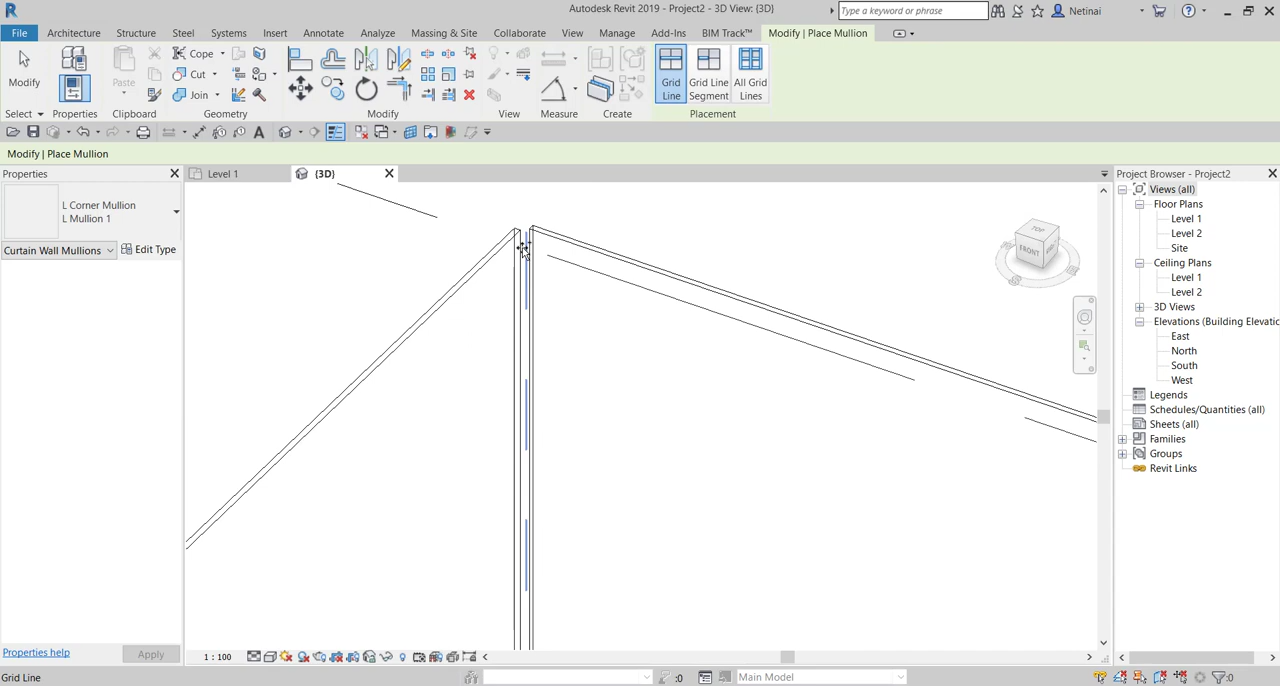 Autodesk Revit 2019 - Project2 - 3D View: {3D}
Type a keyword or phrase
Netinai
File Architecture Structure Steel Systems Insert Annotate Analyze Massing & Site Collaborate View Manage Add-Ins BIM Track™ Modify | Place Mullion
Modify
Paste
Cope
Cut
Join
Grid Line
Grid Line Segment
All Grid Lines
Select Properties Clipboard Geometry Modify View Measure Create Placement
Modify | Place Mullion
Properties
L Corner Mullion
L Mullion 1
Curtain Wall Mullions
Edit Type
Properties help
Apply
Level 1
{3D}
TOP
FRONT
Project Browser - Project2
Views (all)
Floor Plans
Level 1
Level 2
Site
Ceiling Plans
Level 1
Level 2
3D Views
Elevations (Building Elevatic
East
North
South
West
Legends
Schedules/Quantities (all)
Sheets (all)
Families
Groups
Revit Links
1 : 100
Grid Line
:0
Main Model
:0